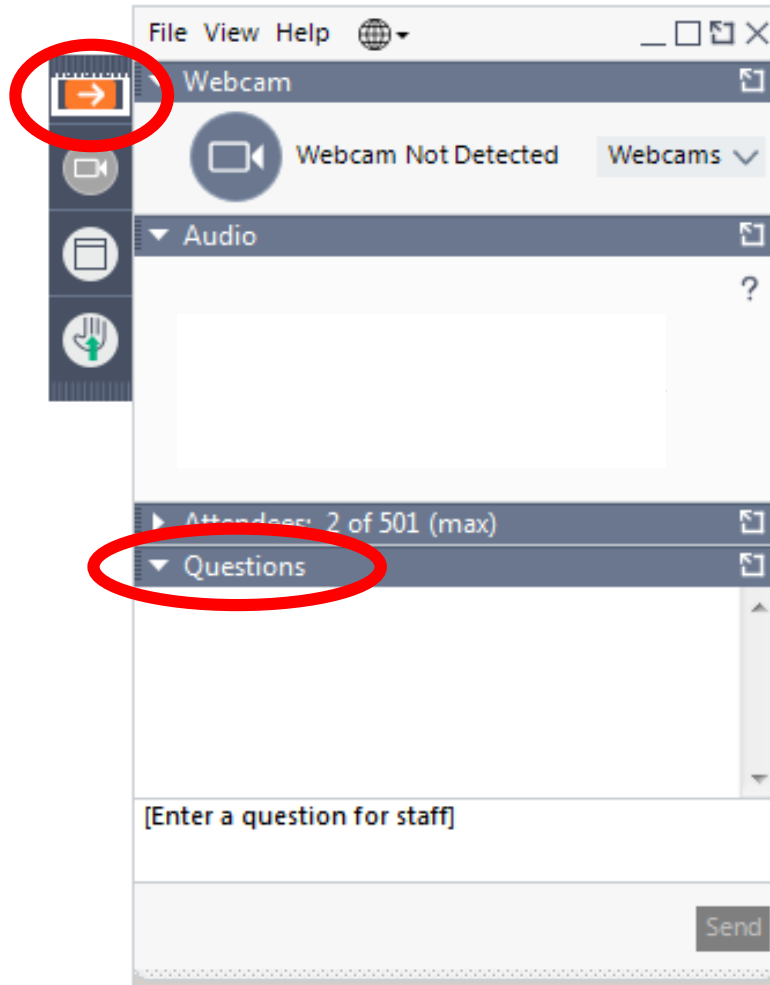 File View Help
Webcam
Webcam Not Detected Webcams
Audio
?
Attendees: 2 of 501 (max)
Questions
[Enter a question for staff]
Send